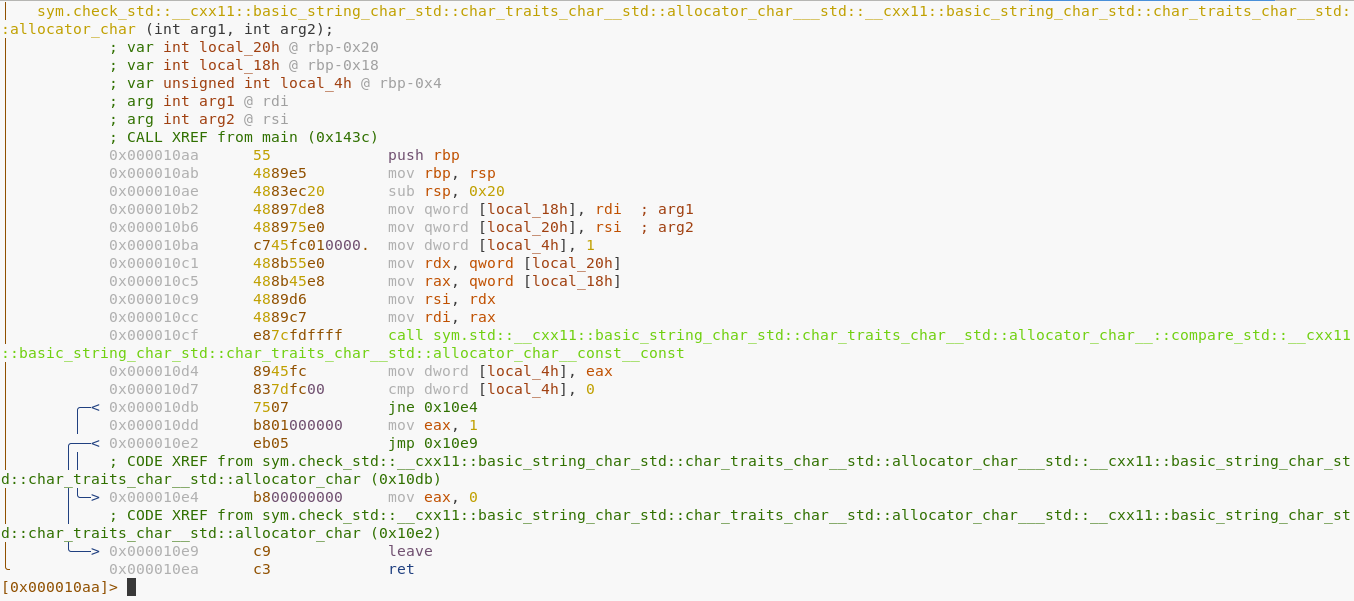 sym.check_std::__cxx11::basic_string_char_std::char_traits_char__std::allocator_char___std::__cxx11::basic_string_char_std::char_traits_char__std:
:allocator_char (int arg1, int arg2);
; var int local_20h @ rbp-0x20
; var int local_18h @ rbp-0x18
; var unsigned int local_4h @ rbp-0x4
; arg int arg1 @ rdi
; arg int arg2 @ rsi
; CALL XREF from main (0x143c)
0x000010aa 55 push rbp
0x000010ab 4889e5 mov rbp, rsp
0x000010ae 4883ec20 sub rsp, 0x20
0x000010b2 48897de8 mov qword [local_18h], rdi ; arg1
0x000010b6 488975e0 mov qword [local_20h], rsi ; arg2
0x000010ba c745fc010000. mov dword [local_4h], 1
0x000010c1 488b55e0 mov rdx, qword [local_20h]
0x000010c5 488b45e8 mov rax, qword [local_18h]
0x000010c9 4889d6 mov rsi, rdx
0x000010cc 4889c7 mov rdi, rax
0x000010cf e87cfdffff call sym.std::__cxx11::basic_string_char_std::char_traits_char__std::allocator_char__::compare_std::__cxx11
::basic_string_char_std::char_traits_char__std::allocator_char__const__const
0x000010d4 8945fc mov dword [local_4h], eax
0x000010d7 837dfc00 cmp dword [local_4h], 0
< 0x000010db 7507 jne 0x10e4
0x000010dd b801000000 mov eax, 1
< 0x000010e2 eb05 jmp 0x10e9
; CODE XREF from sym.check_std::__cxx11::basic_string_char_std::char_traits_char__std::allocator_char___std::__cxx11::basic_string_char_st
d::char_traits_char__std::allocator_char (0x10db)
> 0x000010e4 b800000000 mov eax, 0
; CODE XREF from sym.check_std::__cxx11::basic_string_char_std::char_traits_char__std::allocator_char___std::__cxx11::basic_string_char_st
d::char_traits_char__std::allocator_char (0x10e2)
> 0x000010e9 c9 leave
0x000010ea c3 ret
[0x000010aa]>